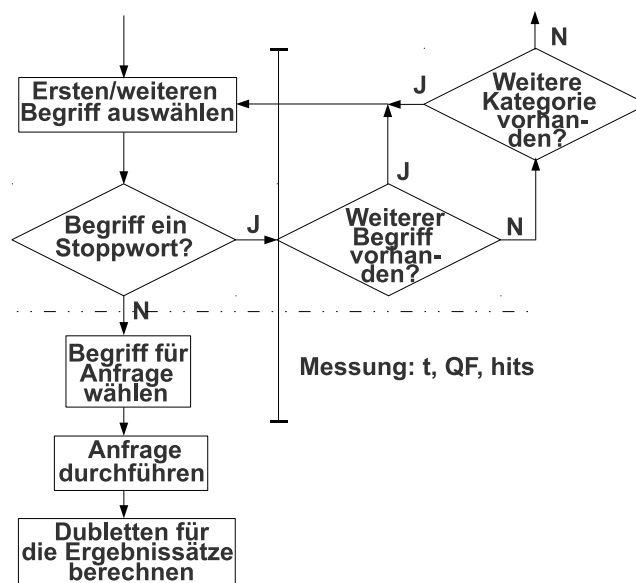 N
Ersten/weiteren
Begriff auswählen
J
Weitere
Kategorie
vorhan-
den?
J
Begriff ein
Stoppwort?
J
Weiterer
Begriff
vorhan-
den?
N
N
Begriff für
Anfrage
wählen
Messung: t, QF, hits
Anfrage
durchführen
Dubletten für
die Ergebnissätze
berechnen